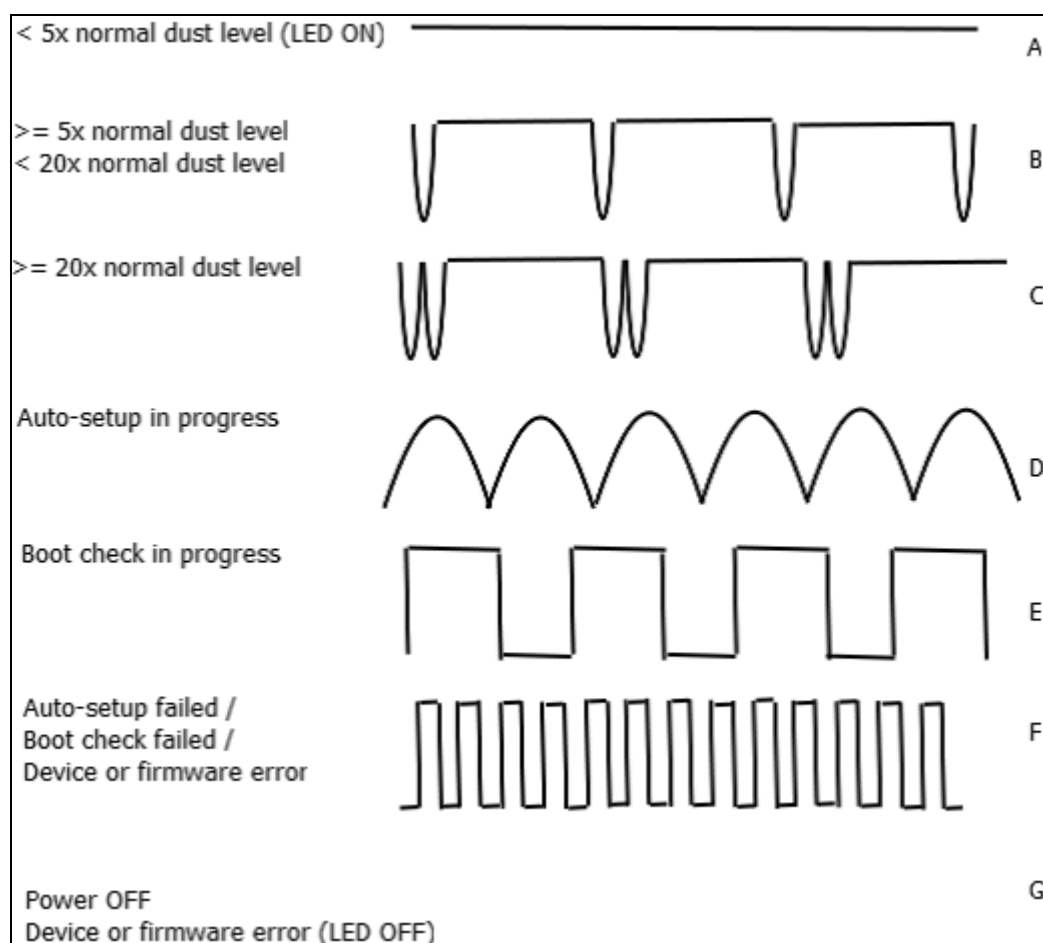 < 5x normal dust level (LED ON)
A
>= 5x normal dust level
< 20x normal dust level
B
>= 20x normal dust level
C
Auto-setup in progress
D
Boot check in progress
E
Auto-setup failed /
Boot check failed /
Device or firmware error
F
Power OFF
Device or firmware error (LED OFF)
G